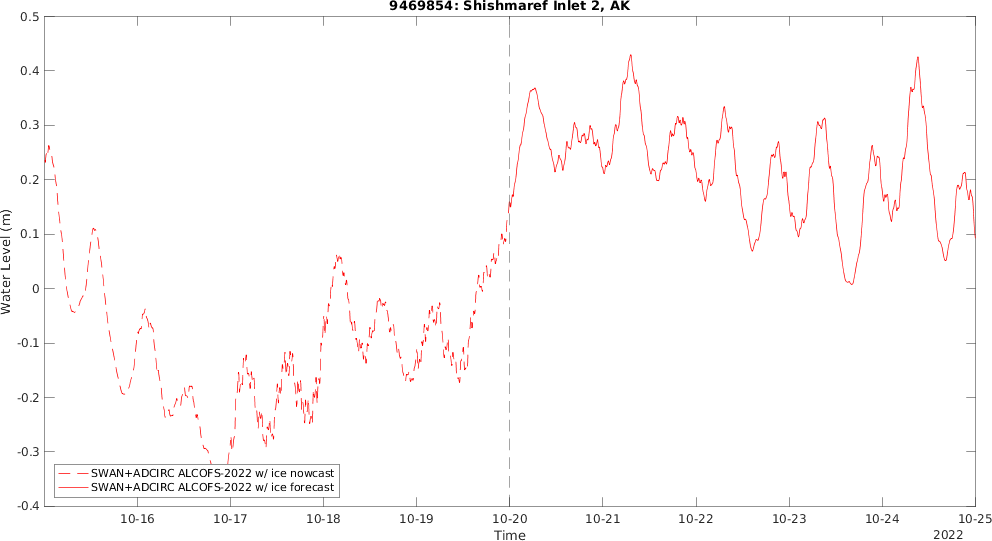 9469854: Shishmaref Inlet 2, AK
0.5
0.4
0.3
0.2
0.1
0
-0.1
-0.2
-0.3
-0.4
Water Level (m)
SWAN+ADCIRC ALCOFS-2022 w/ ice nowcast
SWAN+ADCIRC ALCOFS-2022 w/ ice forecast
10-16 10-17 10-18 10-19 10-20 10-21 10-22 10-23 10-24 10-25
Time
2022